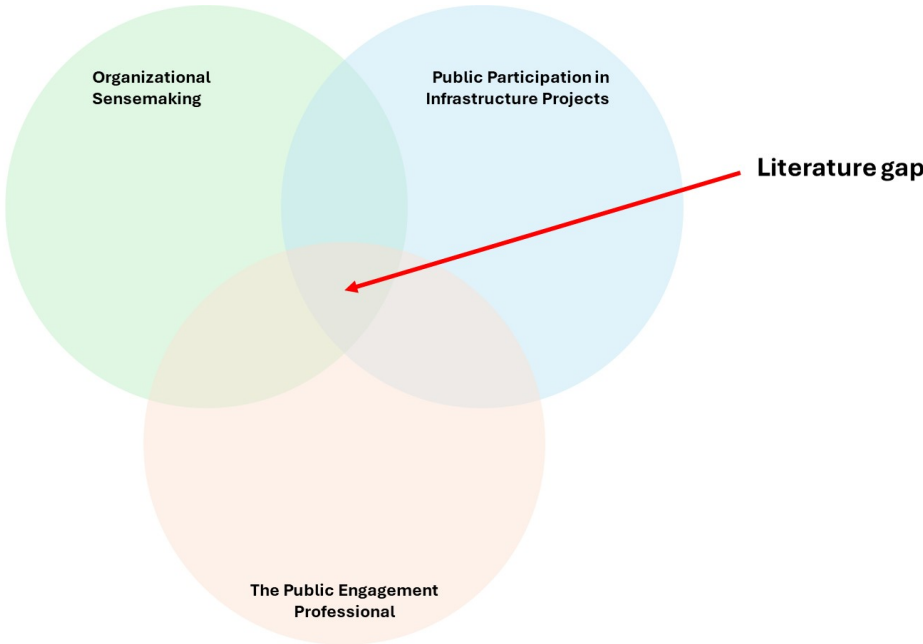 Organizational
Sensemaking
Public Participation in
Infrastructure Projects
Literature gap
The Public Engagement
Professional